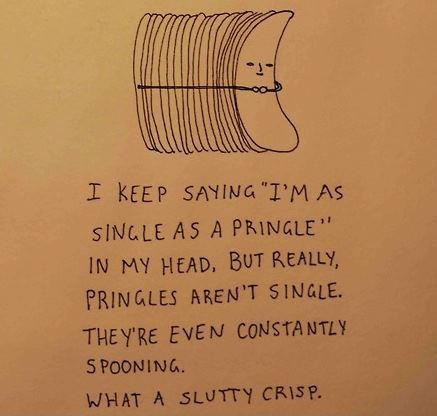 I KEEP SAYING "I'M AS
SINGLE AS A PRINGLE"
IN MY HEAD, BUT REALLY,
PRINGLES AREN'T SINGLE.
THEY'RE EVEN CONSTANTLY
SPOONING.
WHAT A SLUTTY CRISP.